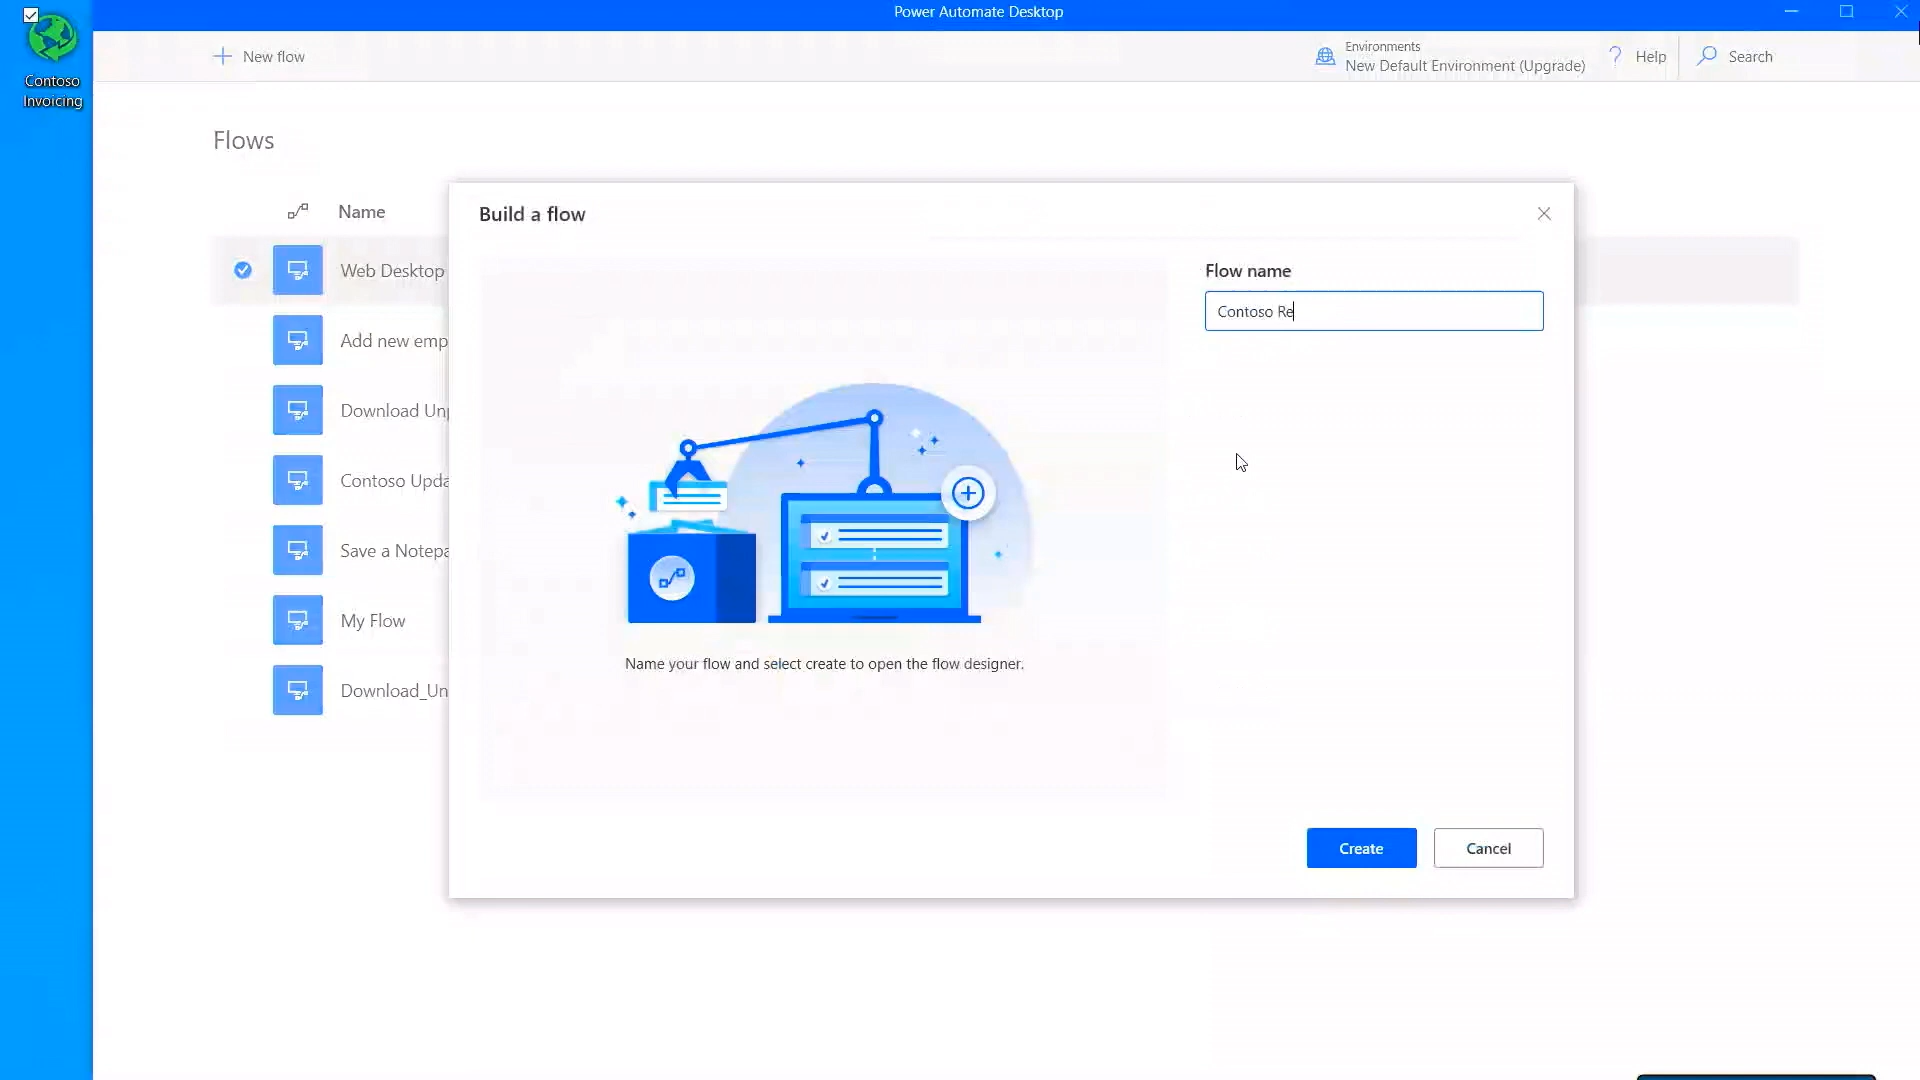 Power Automate Desktop
Contoso
Invoicing
New flow
Environments
New Default Environment (Upgrade)
Help
Search
Flows
Name
Web Desktop
Add new emp
Download Un
Contoso Upda
Save a Notepa
My Flow
Download_Un
Build a flow
Flow name
Contoso Re
Name your flow and select create to open the flow designer.
Create
Cancel